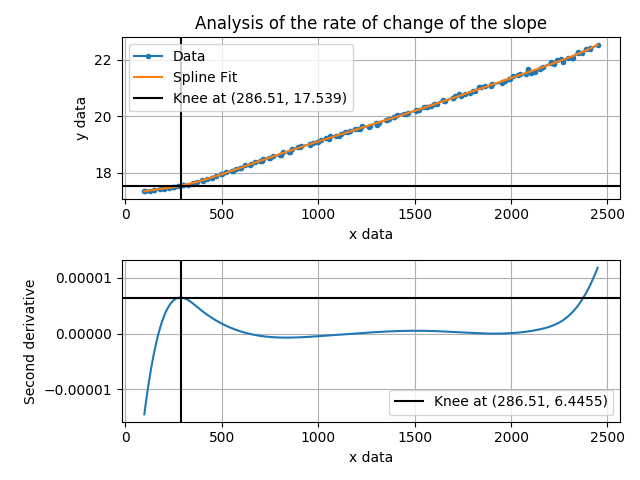 Analysis of the rate of change of the slope
Data
Spline Fit
Knee at (286.51, 17.539)
22
20
18
y data
0 500 1000 1500 2000 2500
x data
0.00001
0.00000
−0.00001
Second derivative
Knee at (286.51, 6.4455)
0 500 1000 1500 2000 2500
x data